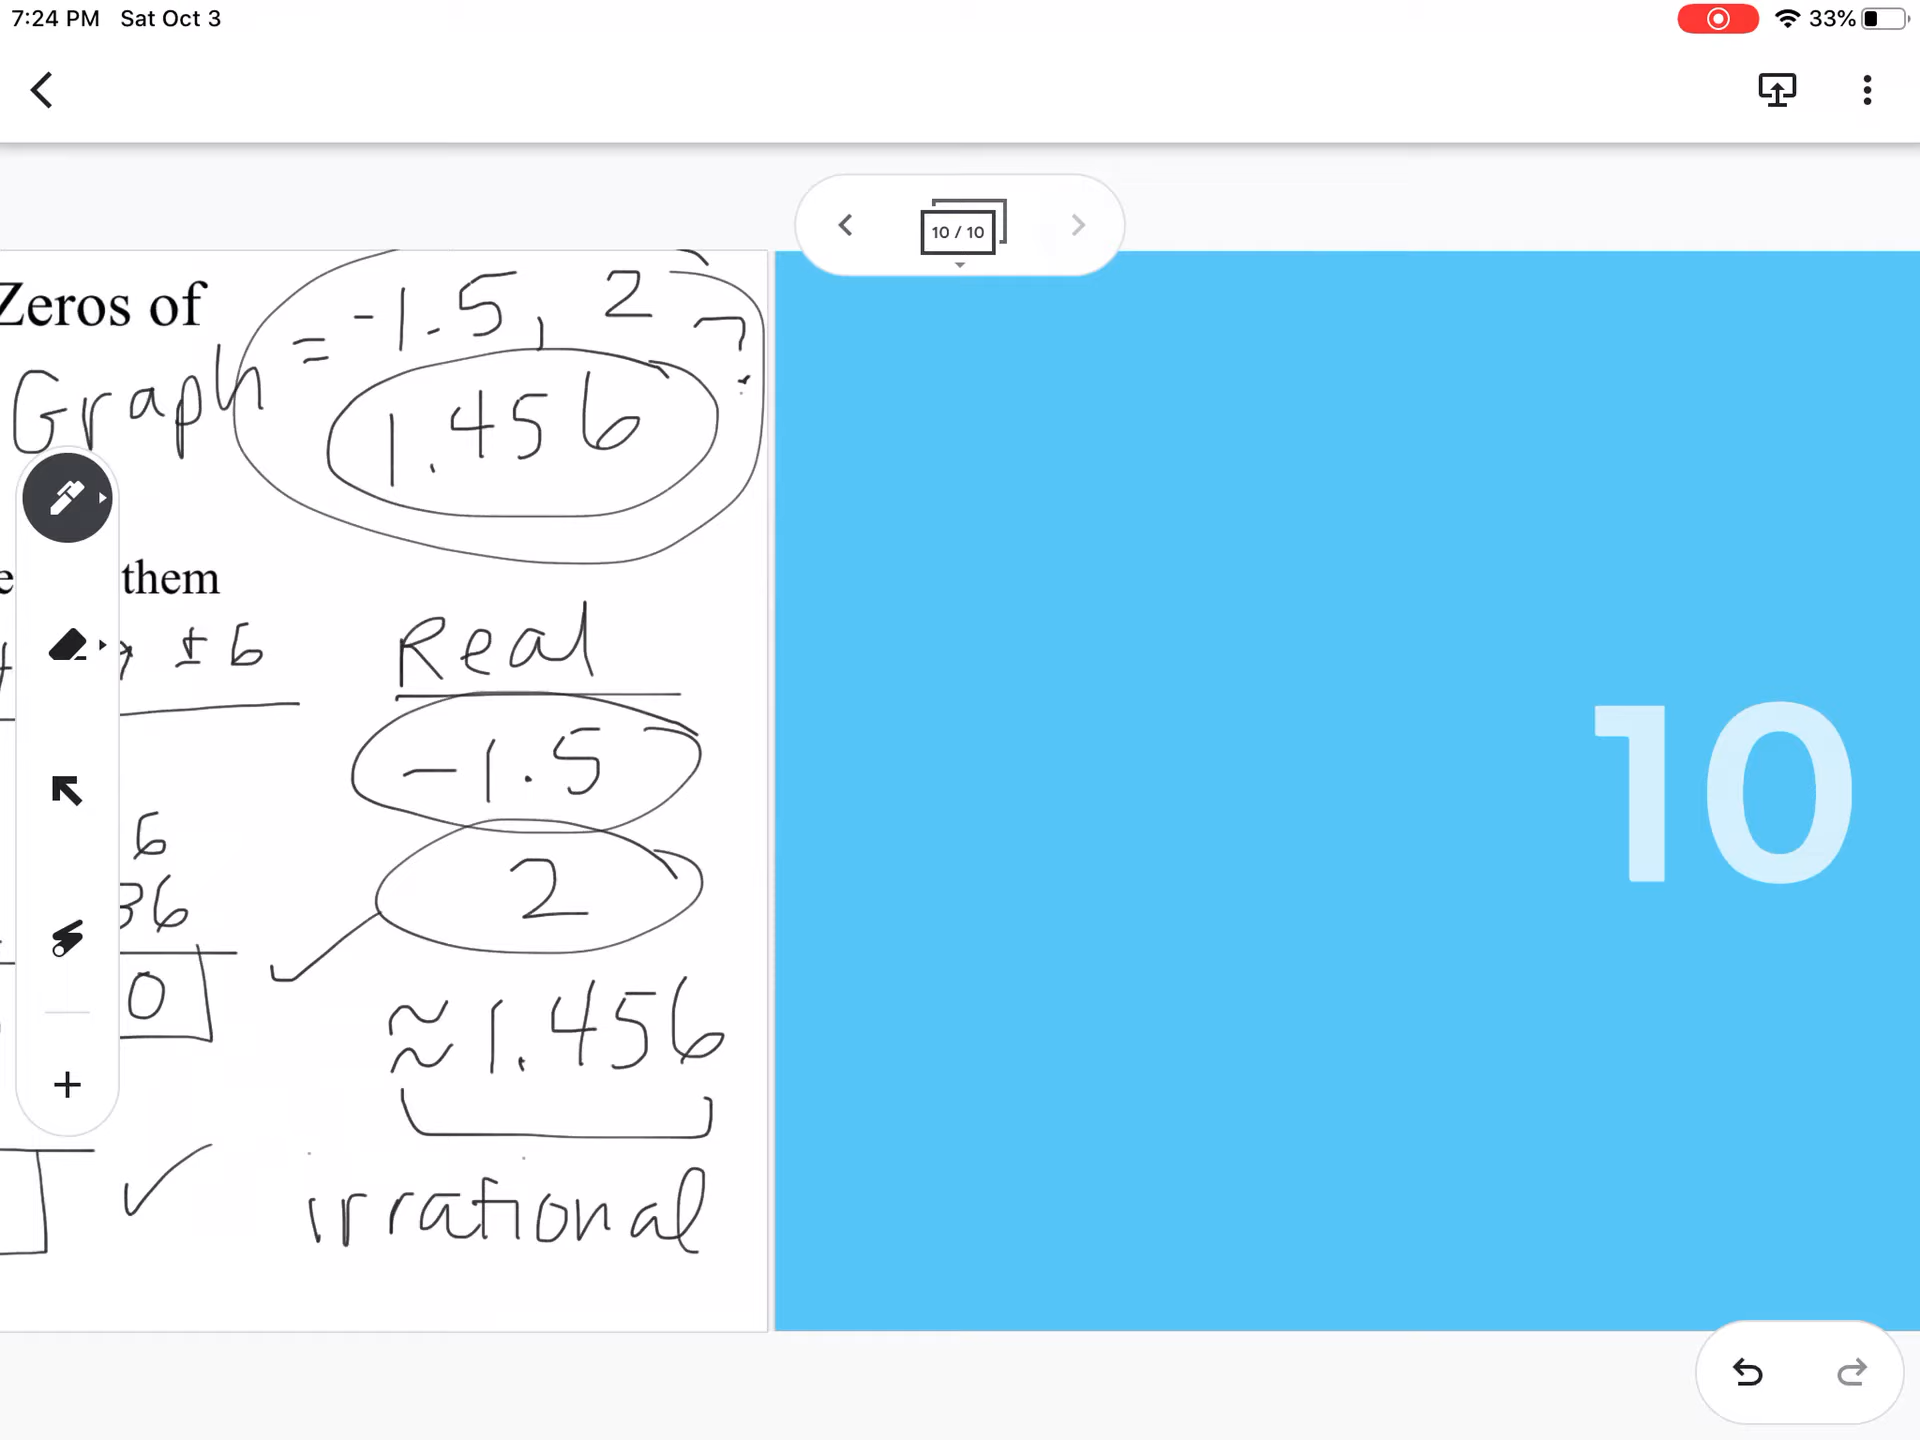 7:24 PM Sat Oct 3
33%
10 / 10
Zeros of
= -1.5, 2 ?
Graph
1.456
them
± 6
Real
-1.5
6
2
36
0
≈ 1.456
irrational
10